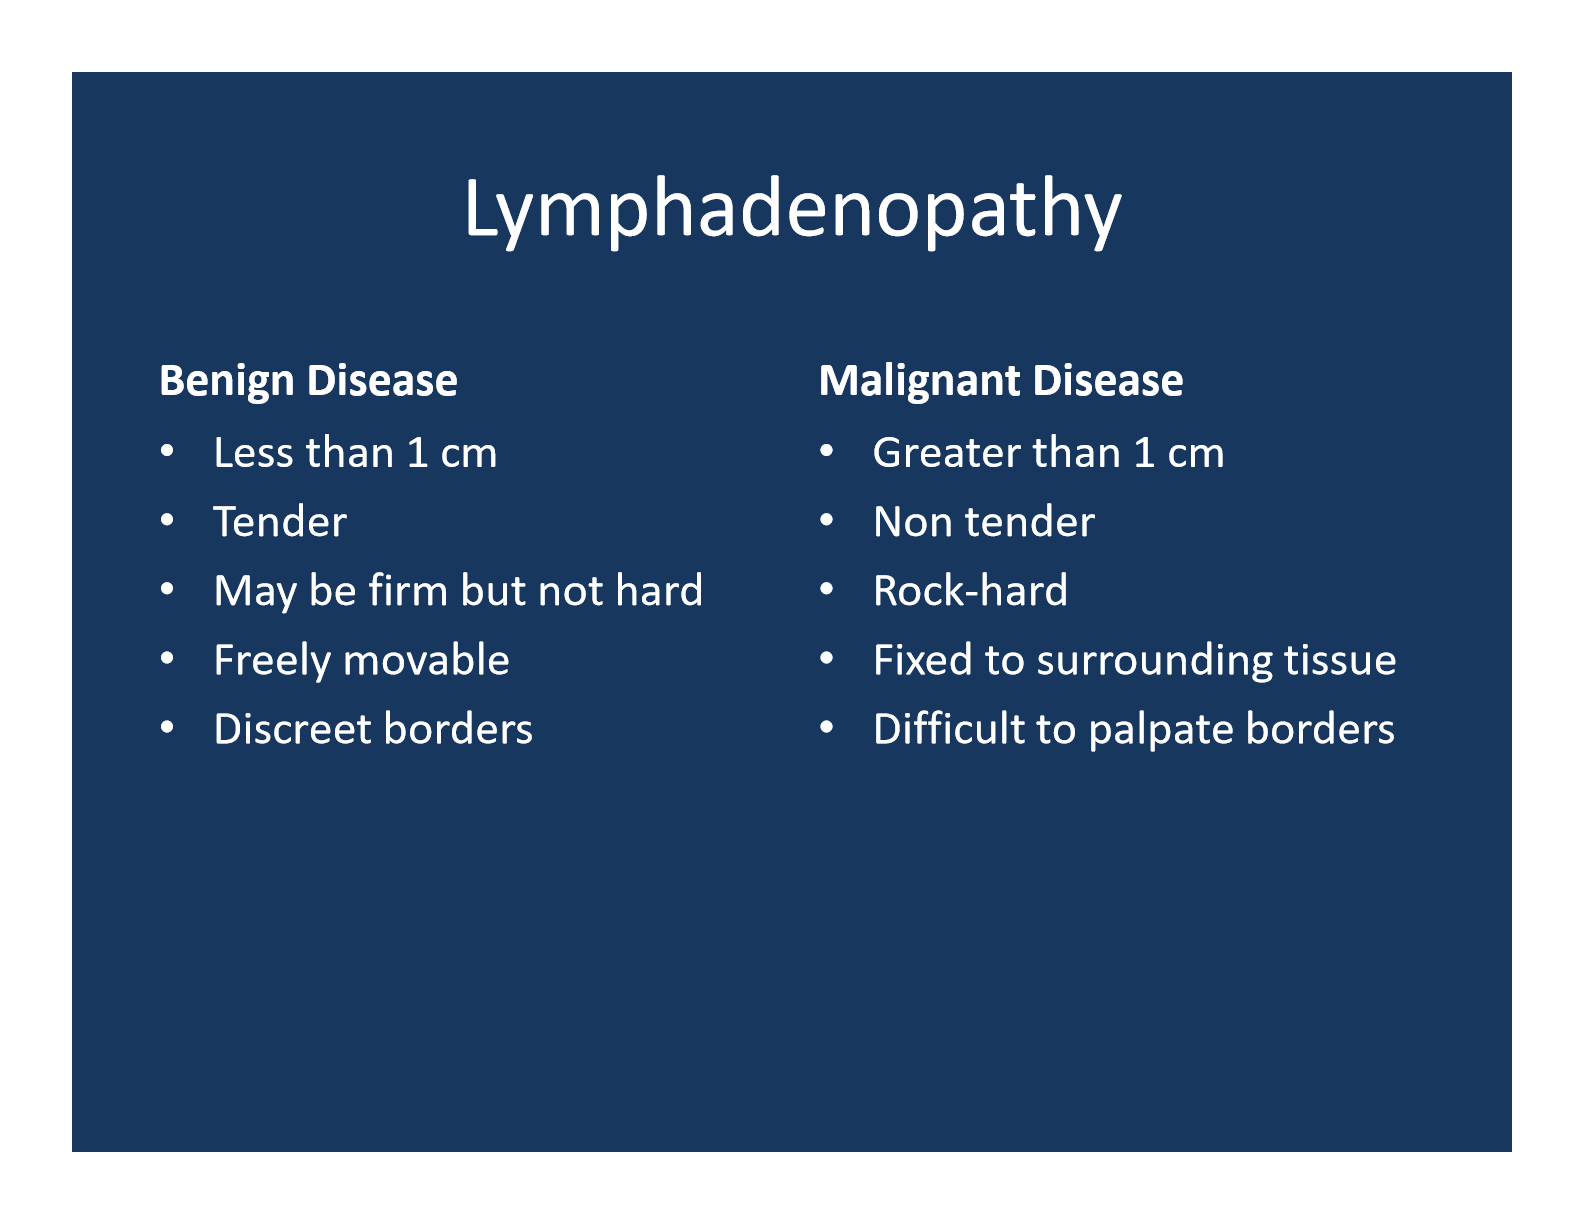 Lymphadenopathy
Benign Disease
• Less than 1 cm
• Tender
• May be firm but not hard
• Freely movable
• Discreet borders
Malignant Disease
• Greater than 1 cm
• Non tender
• Rock-hard
• Fixed to surrounding tissue
• Difficult to palpate borders